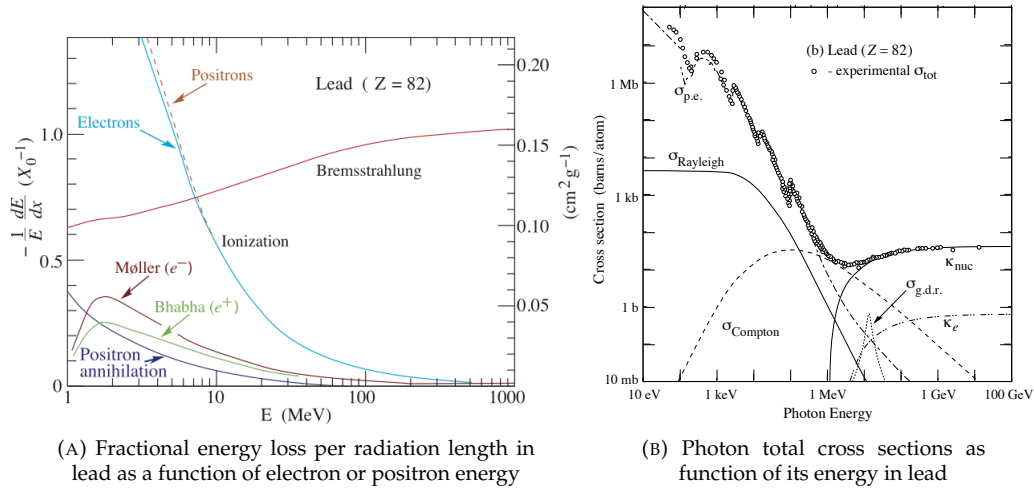 Lead ( Z = 82)
Positrons
Electrons
Bremsstrahlung
Ionization
Møller (e⁻)
Bhabha (e⁺)
Positron
annihilation
1.0
0.5
0
− 1/E dE/dx (X₀⁻¹)
0.20
0.15
0.10
0.05
(cm² g⁻¹)
1 10 100 1000
E (MeV)
(A) Fractional energy loss per radiation length in
lead as a function of electron or positron energy
(b) Lead (Z = 82)
- experimental σtot
σp.e.
σRayleigh
κnuc
σg.d.r.
σCompton
κe
1 Mb
1 kb
1 b
10 mb
Cross section (barns/atom)
10 eV 1 MeV 1 GeV 100 GeV
Photon Energy
(B) Photon total cross sections as
function of its energy in lead